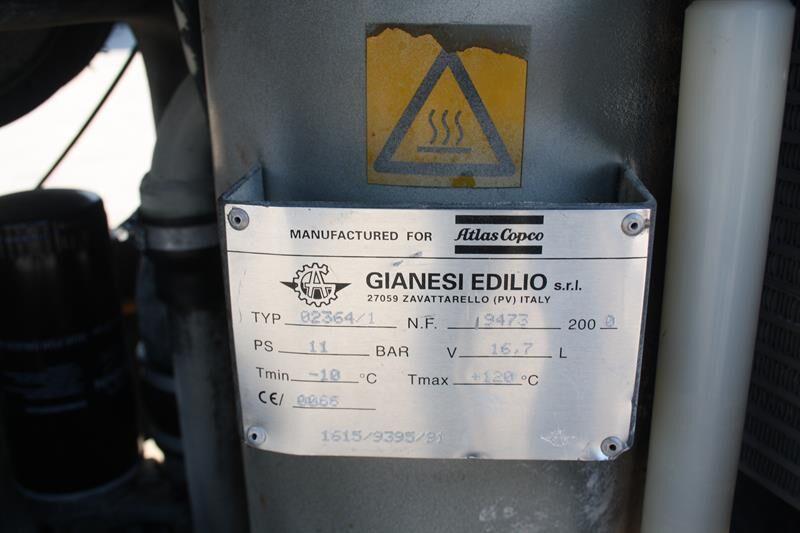 MANUFACTURED FOR Atlas Copco
GIANESI EDILIO s.r.l.
27059 ZAVATTARELLO (PV) ITALY
TYP 02364/1 N.F. 19473 2000
PS 11 BAR V 16,7 L
Tmin -10 °C Tmax +120 °C
CE/ 0066
1615/9395/81